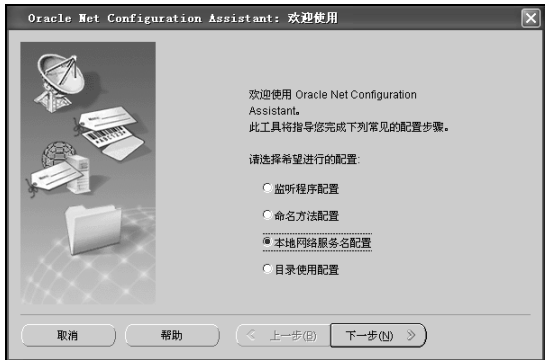 Oracle Net Configuration Assistant: 欢迎使用
欢迎使用 Oracle Net Configuration
Assistant。
此工具将指导您完成下列常见的配置步骤。
请选择希望进行的配置:
监听程序配置
命名方法配置
本地网络服务名配置
目录使用配置
取消
帮助
上一步(B)
下一步(N)